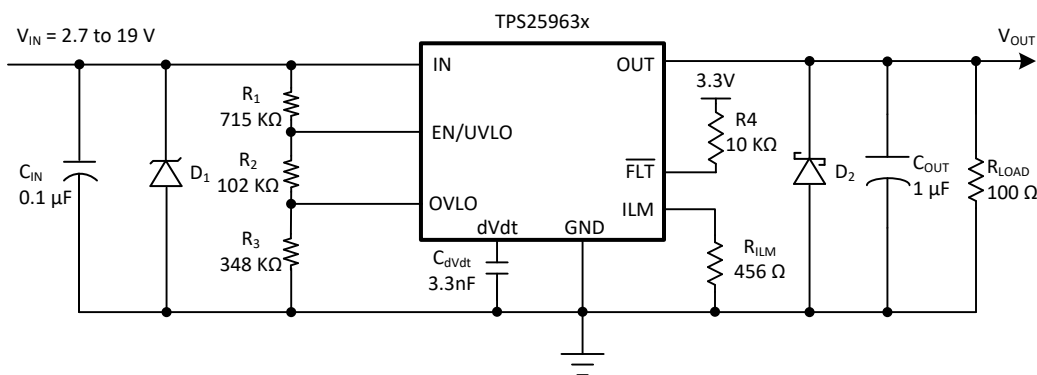 TPS25963x
V_IN = 2.7 to 19 V
V_OUT
IN
OUT
3.3V
R₁
715 KΩ
R4
10 KΩ
EN/UVLO
R₂
102 KΩ
C_IN
0.1 µF
D₁
FLT
D₂
C_OUT
1 µF
R_LOAD
100 Ω
OVLO
ILM
dVdt
GND
R₃
348 KΩ
C_dVdt
3.3nF
R_ILM
456 Ω